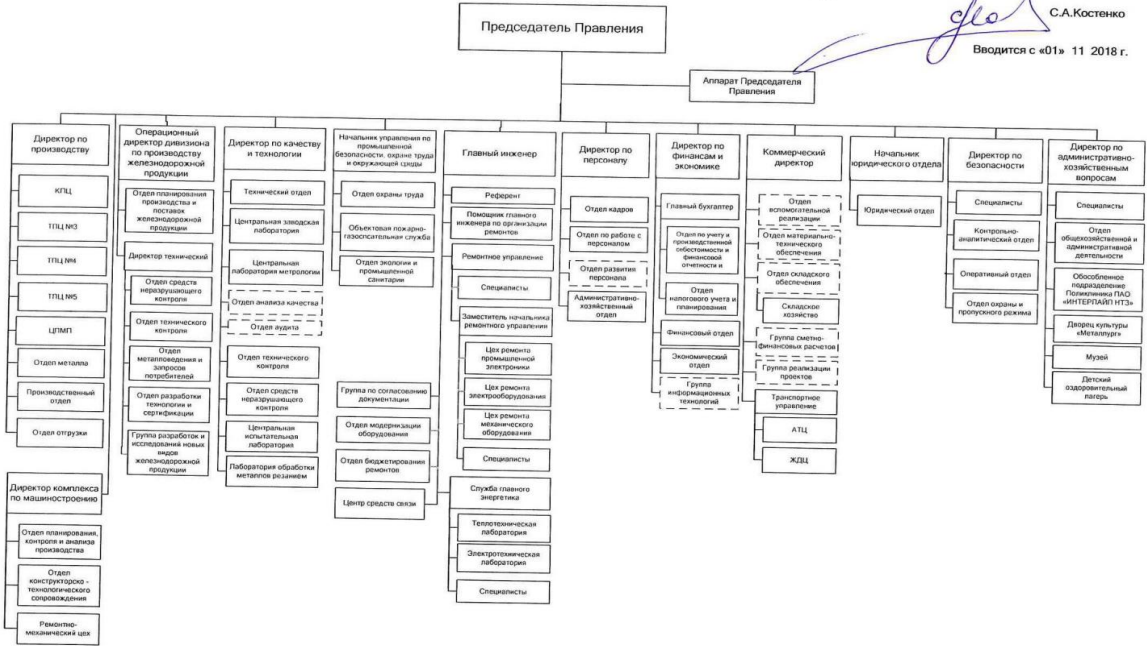 С.А.Костенко
Вводится с «01» 11 2018 г.
Председатель Правления
Аппарат Председателя
Правления
Директор по
производству
КПЦ
ТПЦ №3
ТПЦ №4
ТПЦ №5
ЦПМП
Отдел металла
Производственный
отдел
Отдел отгрузки
Директор комплекса
по машиностроению
Отдел планирования,
контроля и анализа
производства
Отдел
конструкторско -
технологического
сопровождения
Ремонтно-
механический цех
Операционный
директор дивизиона
по производству
железнодорожной
продукции
Отдел планирования
производства и
поставок
железнодорожной
продукции
Директор технический
Отдел средств
неразрушающего
контроля
Отдел технического
контроля
Отдел
металловедения и
запросов
потребителей
Отдел разработки
технологии и
сертификации
Группа разработок и
исследований новых
видов
железнодорожной
продукции
Директор по качеству
и технологии
Технический отдел
Центральная заводская
лаборатория
Центральная
лаборатория метрологии
Отдел анализа качества
Отдел аудита
Отдел технического
контроля
Отдел средств
неразрушающего
контроля
Центральная
испытательная
лаборатория
Лаборатория обработки
металлов резанием
Начальник управления по
промышленной
безопасности, охране труда
и окружающей среды
Отдел охраны труда
Объектовая пожарно-
газоспсательная служба
Отдел экологии и
промышленной
санитарии
Группа по согласованию
документации
Отдел модернизации
оборудования
Отдел бюджетирования
ремонтов
Центр средств связи
Главный инженер
Референт
Помощник главного
инженера по организации
ремонтов
Ремонтное управление
Специалисты
Заместитель начальника
ремонтного управления
Цех ремонта
промышленной
электроники
Цех ремонта
электрооборудования
Цех ремонта
механического
оборудования
Специалисты
Служба главного
энергетика
Теплотехническая
лаборатория
Электротехническая
лаборатория
Специалисты
Директор по
персоналу
Отдел кадров
Отдел по работе с
персоналом
Отдел развития
персонала
Административно-
хозяйственный
отдел
Директор по
финансам и
экономике
Главный бухгалтер
Отдел по учету и
производственной
себестоимости и
финансовой
отчетности и
Отдел
налогового учета и
планирования
Финансовый отдел
Экономический
отдел
Группа
информационных
технологий
Коммерческий
директор
Отдел
вспомогательной
реализации
Отдел материально-
технического
обеспечения
Отдел складского
обеспечения
Складское
хозяйство
Группа сметно-
финансовых расчетов
Группа реализации
проектов
Транспортное
управление
АТЦ
ЖДЦ
Начальник
юридического отдела
Юридический отдел
Директор по
безопасности
Специалисты
Контрольно-
аналитический отдел
Оперативный отдел
Отдел охраны и
пропускного режима
Директор по
административно-
хозяйственным
вопросам
Специалисты
Отдел
общехозяйственной и
административной
деятельности
Обособленное
подразделение
Поликлиника ПАО
«ИНТЕРПАЙП НТЗ»
Дворец культуры
«Металлург»
Музей
Детский
оздоровительный
лагерь